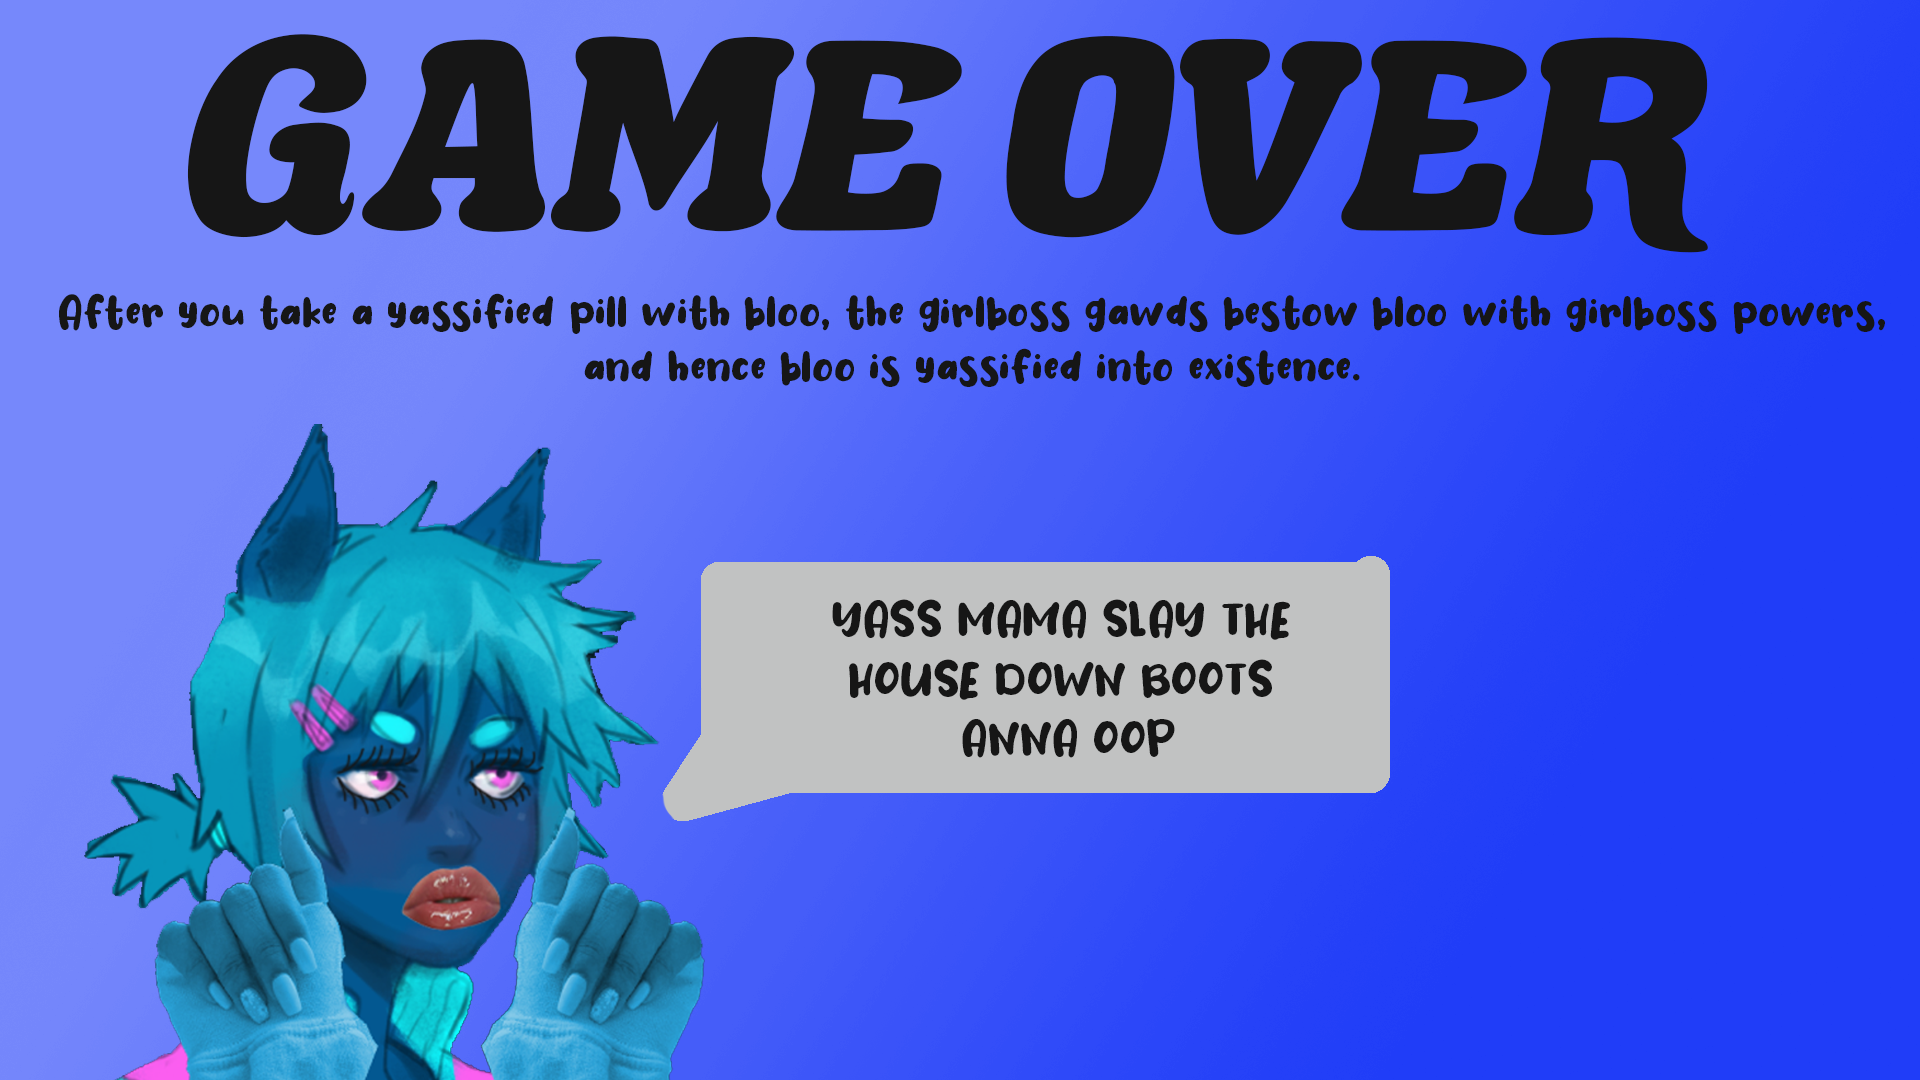 GAME OVER
After you take a yassified pill with bloo, the girlboss gawds bestow bloo with girlboss powers,
and hence bloo is yassified into existence.
YASS MAMA SLAY THE
HOUSE DOWN BOOTS
ANNA OOP